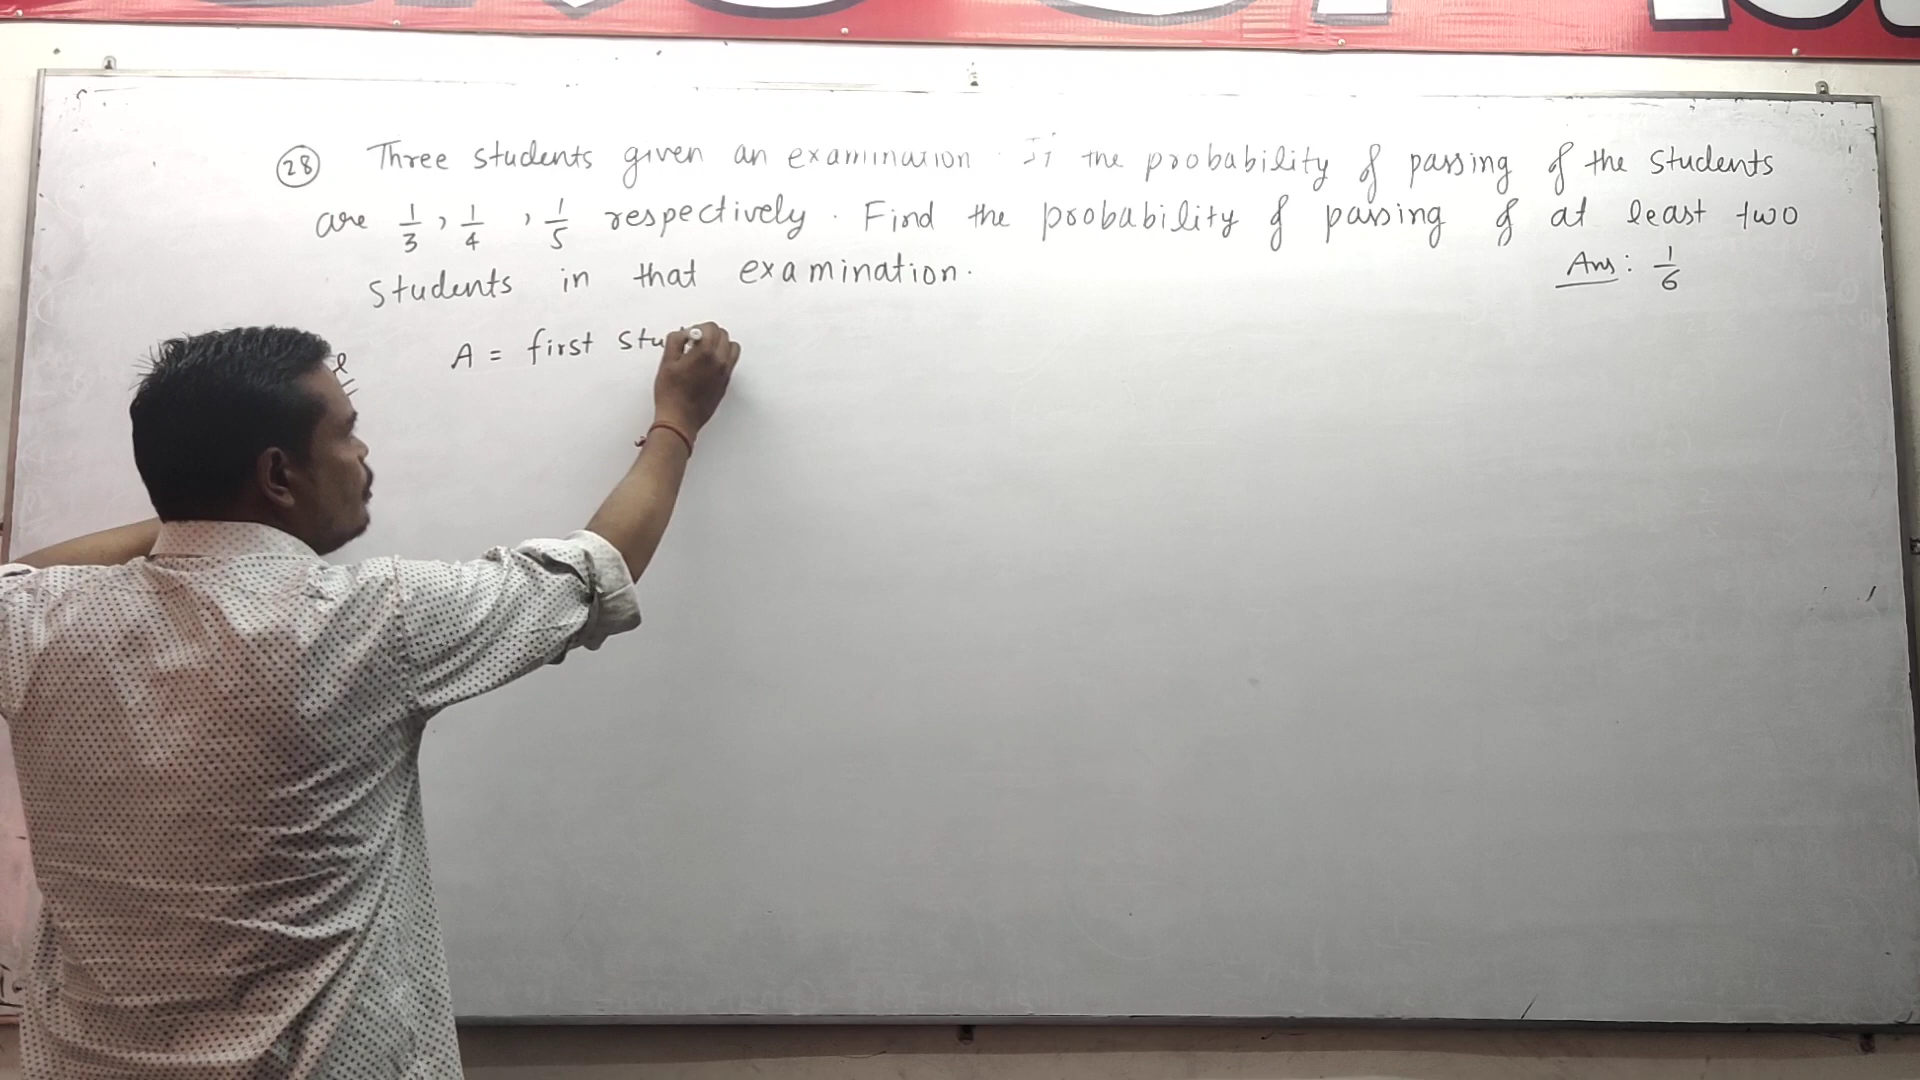 28 Three students given an examination. If the probability of passing of the students
are 1/3, 1/4, 1/5 respectively. Find the probability of passing of at least two
students in that examination.
Ans: 1/6
A = first stu